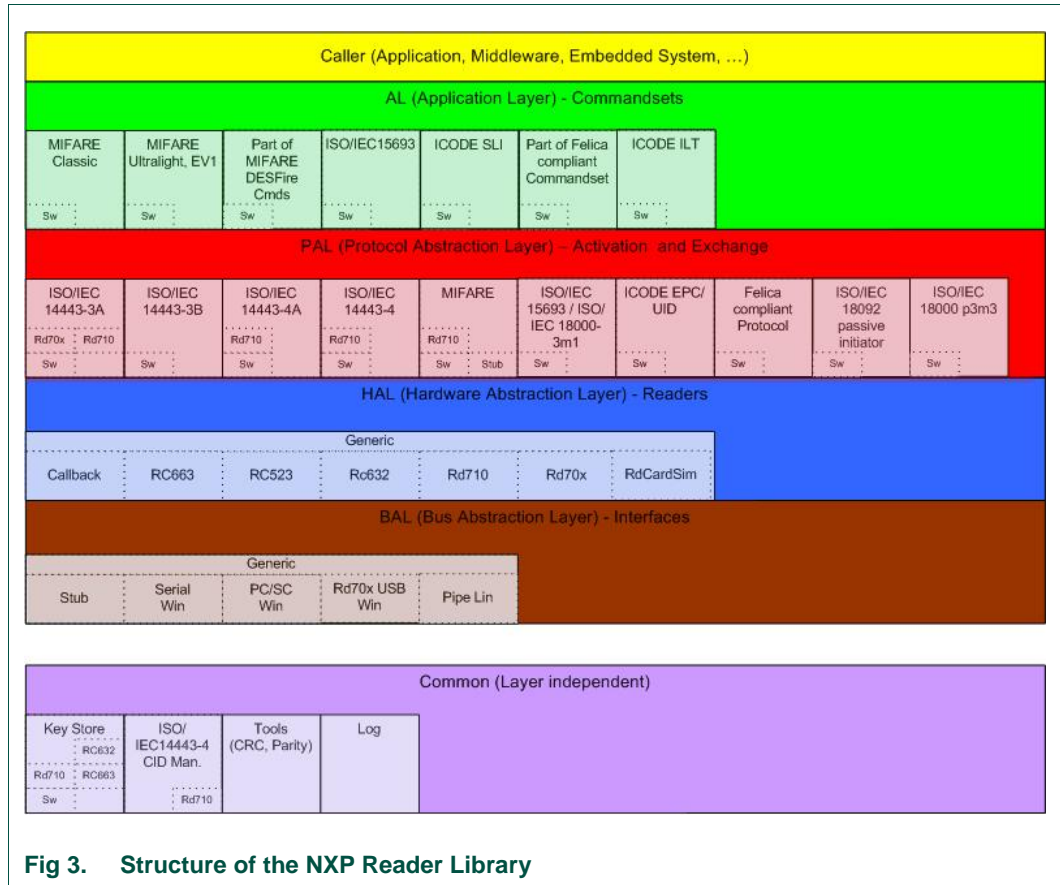 Caller (Application, Middleware, Embedded System, …)
AL (Application Layer) - Commandsets
MIFARE
Classic
Sw
MIFARE
Ultralight, EV1
Sw
Part of
MIFARE
DESFire
Cmds
Sw
ISO/IEC15693
Sw
ICODE SLI
Sw
Part of Felica
compliant
Commandset
Sw
ICODE ILT
Sw
PAL (Protocol Abstraction Layer) – Activation and Exchange
ISO/IEC
14443-3A
Rd70x Rd710
Sw
ISO/IEC
14443-3B
Sw
ISO/IEC
14443-4A
Rd710
Sw
ISO/IEC
14443-4
Rd710
Sw
MIFARE
Rd710
Sw Stub
ISO/IEC
15693 / ISO/
IEC 18000-
3m1
Sw
ICODE EPC/
UID
Sw
Felica
compliant
Protocol
Sw
ISO/IEC
18092
passive
initiator
Sw
ISO/IEC
18000 p3m3
Sw
HAL (Hardware Abstraction Layer) - Readers
Generic
Callback RC663 RC523 Rc632 Rd710 Rd70x RdCardSim
BAL (Bus Abstraction Layer) - Interfaces
Generic
Stub
Serial
Win
PC/SC
Win
Rd70x USB
Win
Pipe Lin
Common (Layer independent)
Key Store
RC632
Rd710 RC663
Sw
ISO/
IEC14443-4
CID Man.
Rd710
Tools
(CRC, Parity)
Log
Fig 3. Structure of the NXP Reader Library